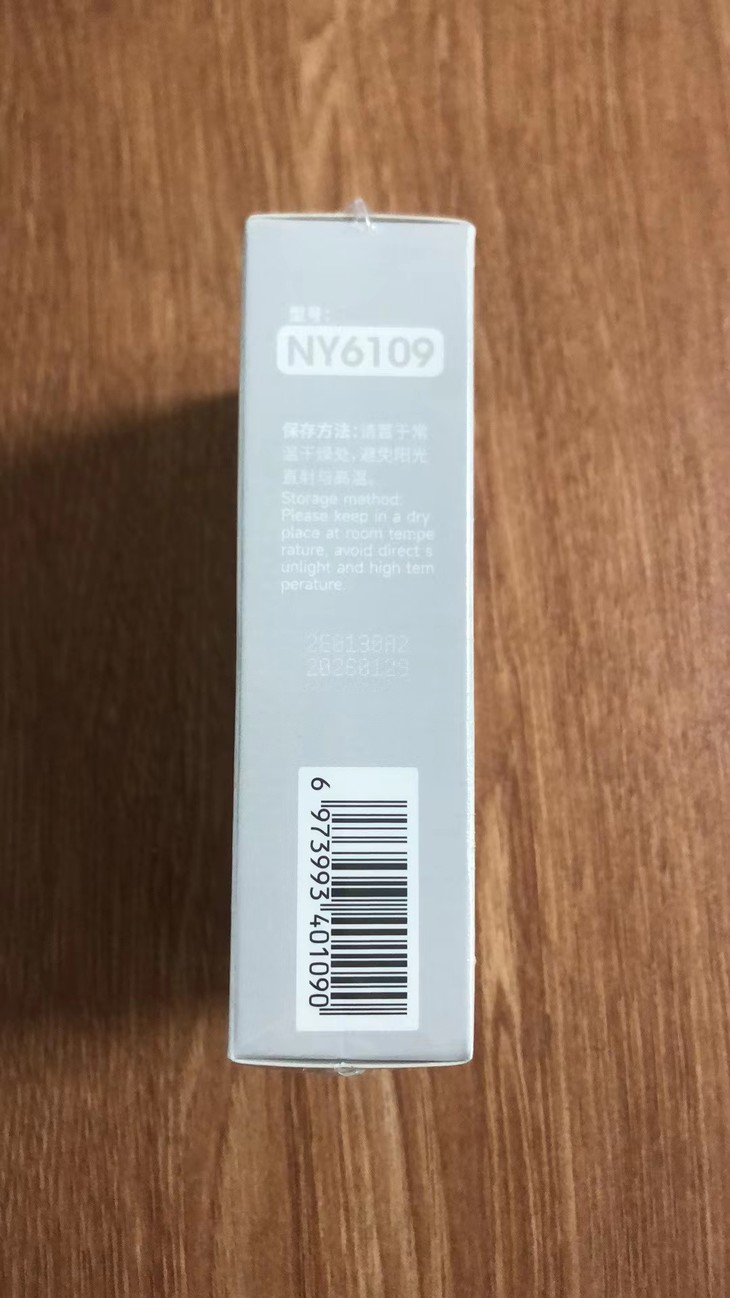 型号:
NY6109
保存方法:请置于常
温干燥处,避免阳光
直射与高温。
Storage method:
Please keep in a dry
place at room tempe
rature, avoid direct s
unlight and high tem
perature.
2E0130A2
20260129
6 973993 401090